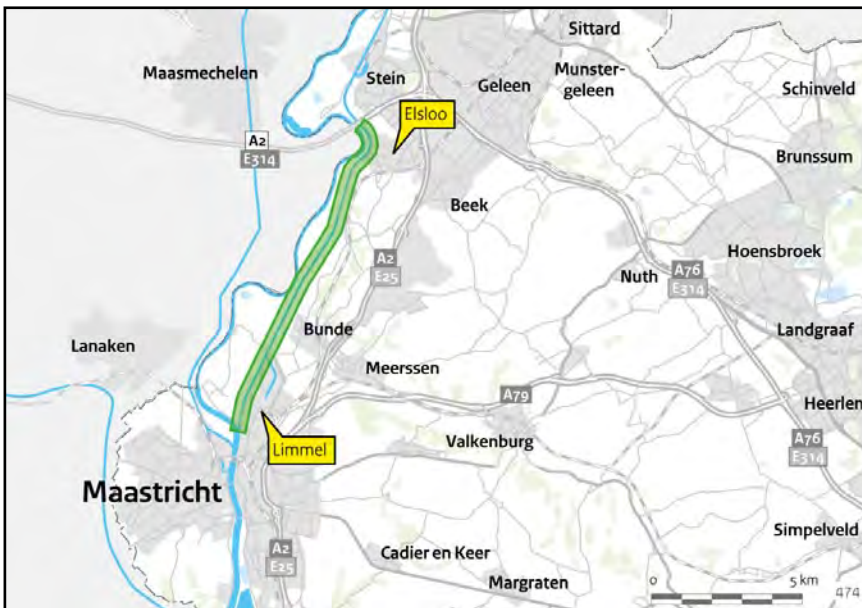 Sittard
Maasmechelen
Stein
Geleen
Munster-
geleen
Schinveld
Elsloo
A2
E314
Brunssum
Beek
A2
E25
Hoensbroek
Nuth
A76
E314
Landgraaf
Bunde
Lanaken
Meerssen
A79
Heerlen
Limmel
Valkenburg
A76
E314
Maastricht
Simpelveld
A2
E25
Cadier en Keer
Margraten
0 5 km
474